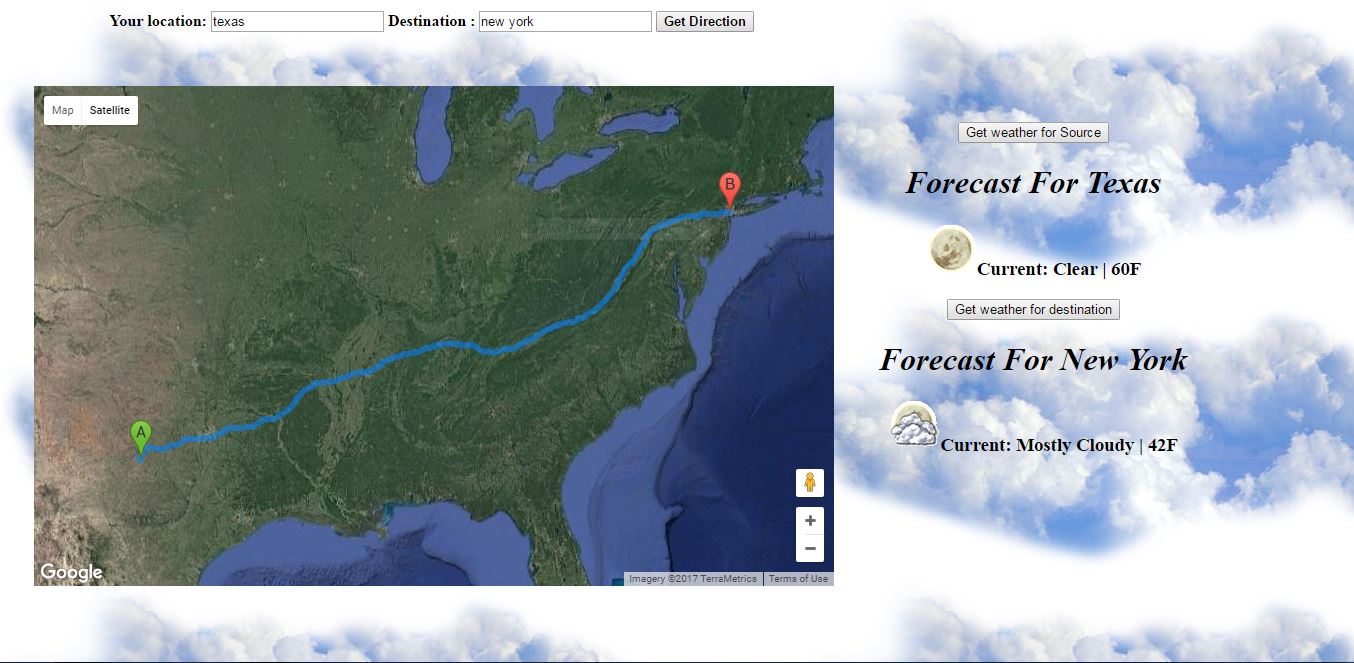 Your location: texas Destination : new york Get Direction
Map Satellite
Get weather for Source
Forecast For Texas
A
B
Current: Clear | 60F
Get weather for destination
Forecast For New York
Current: Mostly Cloudy | 42F
+
−
Google
Imagery ©2017 TerraMetrics Terms of Use